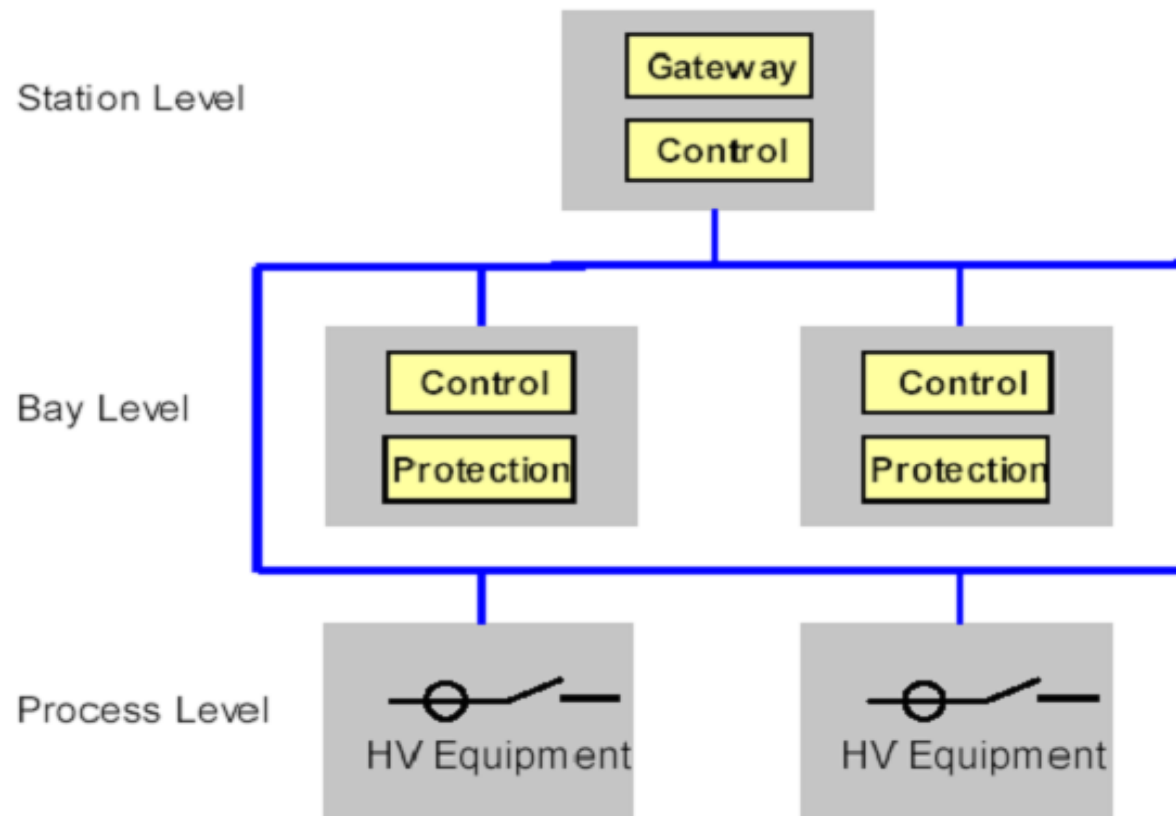 Station Level
Gateway
Control
Bay Level
Control
Protection
Control
Protection
Process Level
HV Equipment
HV Equipment